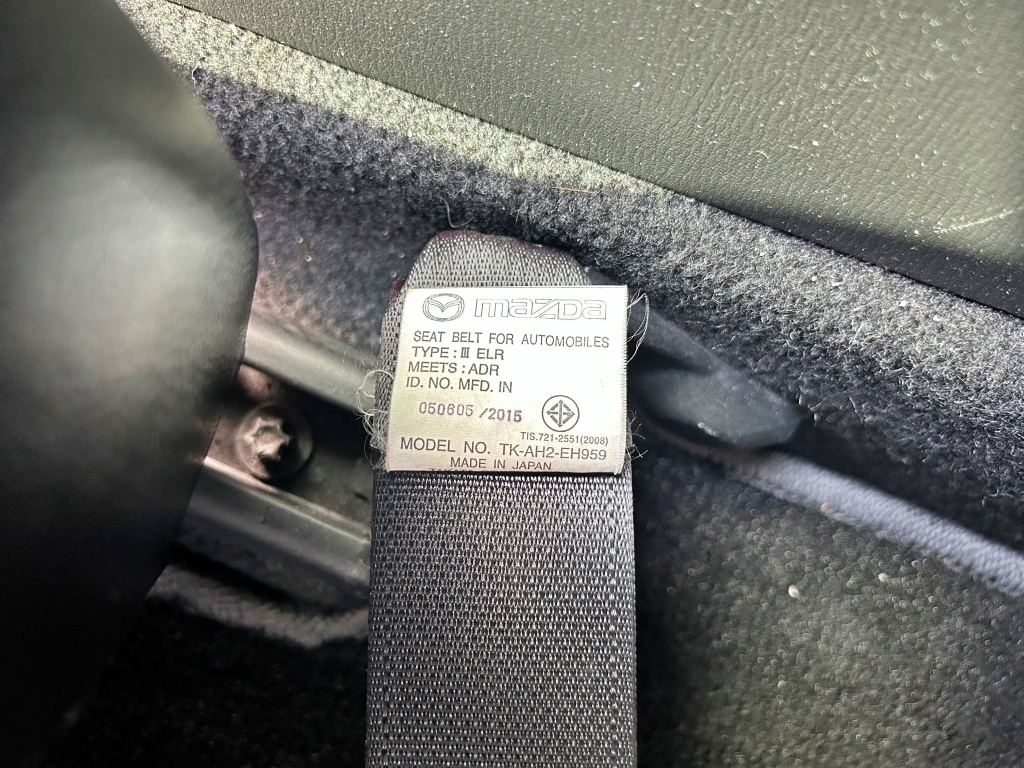 mazda
SEAT BELT FOR AUTOMOBILES
TYPE : Ⅲ ELR
MEETS : ADR
ID. NO. MFD. IN
050605 / 2015
TIS.721-2551(2008)
MODEL NO. TK-AH2-EH959
MADE IN JAPAN